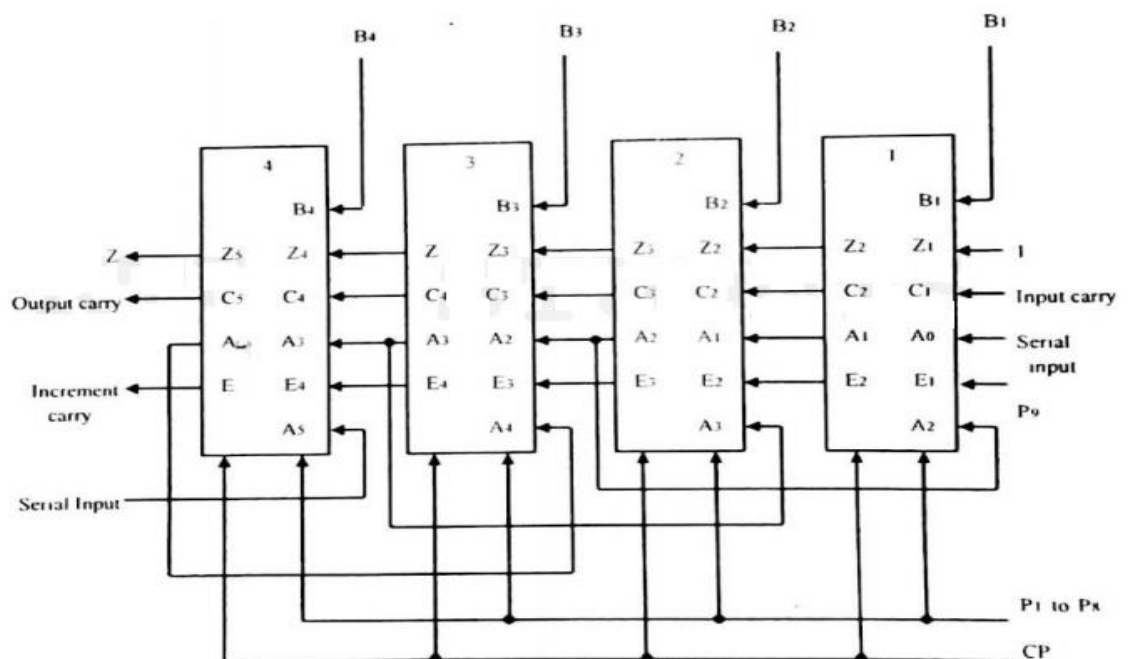 B4 B3 B2 B1
4 3 2 1
B4 B3 B2 B1
Z Z5 Z4 Z Z3 Z3 Z2 Z2 Z1 1
Output carry C5 C4 C4 C3 C3 C2 C2 C1 Input carry
A3 A3 A2 A2 A1 A1 A0 Serial input
Increment carry E E4 E4 E3 E3 E2 E2 E1 P9
A5 A4 A3 A2
Serial Input
P1 to P8
CP